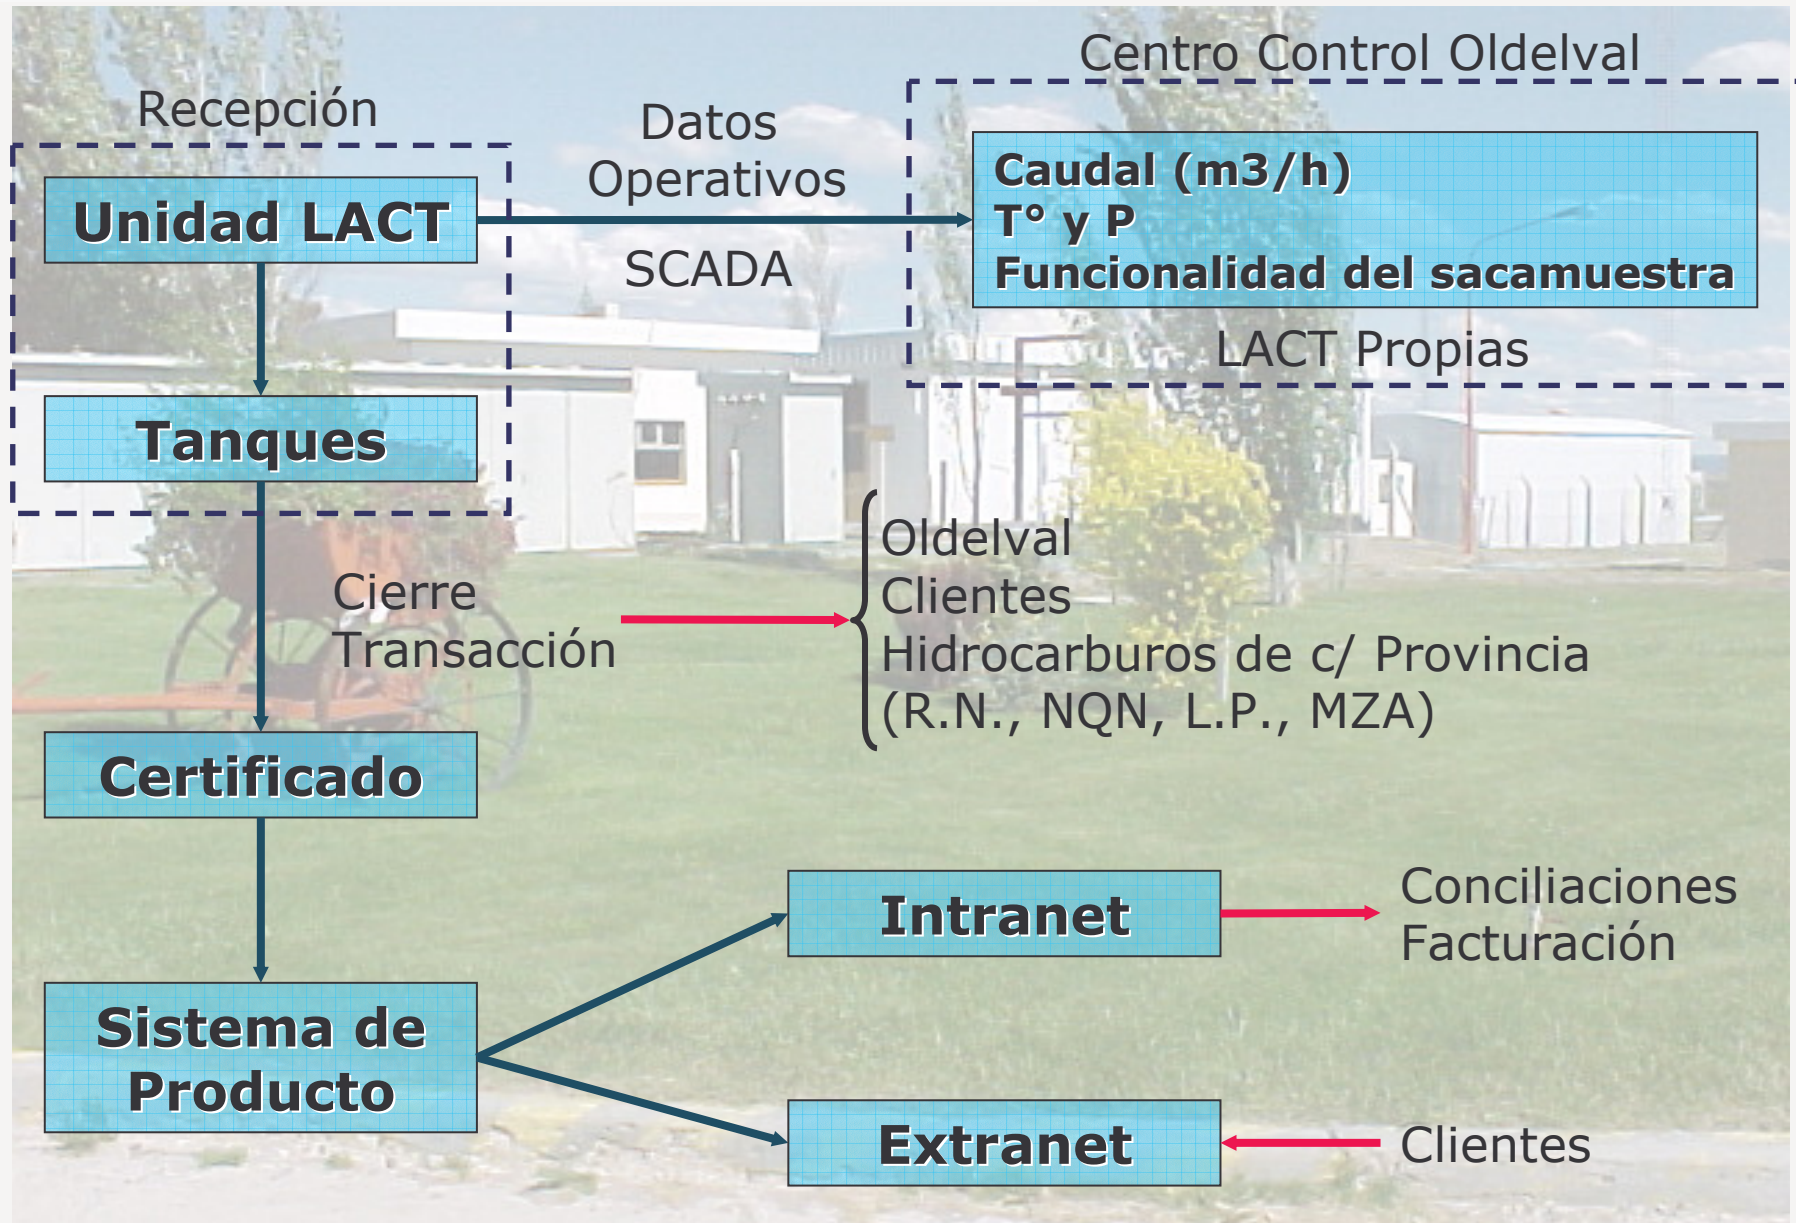 Centro Control Oldelval
Recepción
Datos
Operativos
SCADA
Unidad LACT
Caudal (m3/h)
T° y P
Funcionalidad del sacamuestra
LACT Propias
Tanques
Cierre
Transacción
Oldelval
Clientes
Hidrocarburos de c/ Provincia
(R.N., NQN, L.P., MZA)
Certificado
Sistema de
Producto
Intranet
Conciliaciones
Facturación
Extranet
Clientes